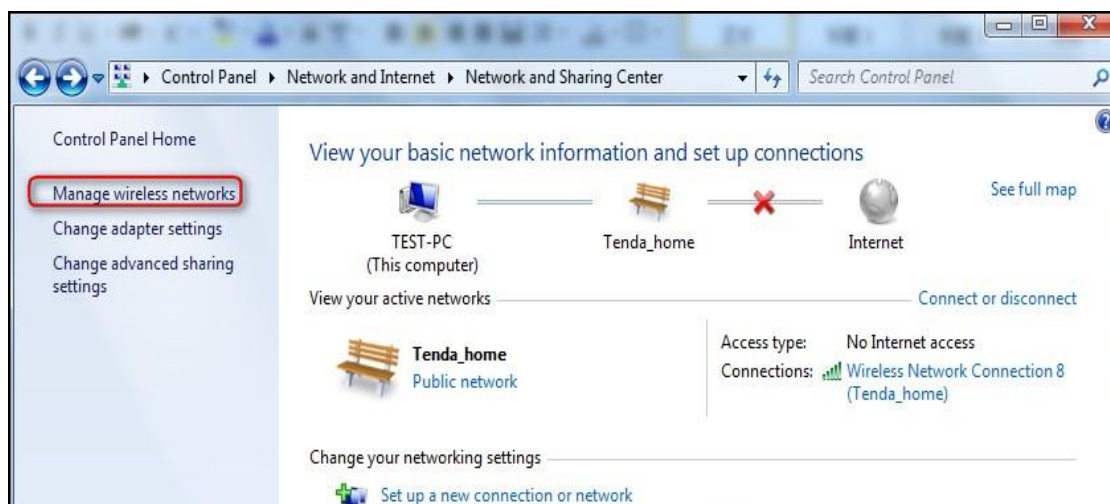 Control Panel ▸ Network and Internet ▸ Network and Sharing Center
Search Control Panel
Control Panel Home
Manage wireless networks
Change adapter settings
Change advanced sharing
settings
View your basic network information and set up connections
See full map
TEST-PC
(This computer)
Tenda_home
Internet
View your active networks
Connect or disconnect
Tenda_home
Public network
Access type: No Internet access
Connections: Wireless Network Connection 8
(Tenda_home)
Change your networking settings
Set up a new connection or network